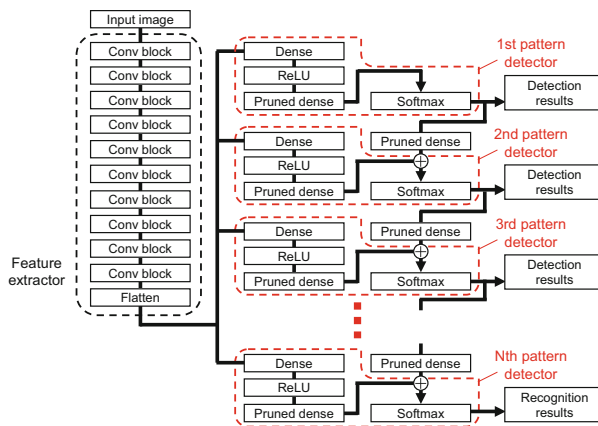 Input image
Conv block
Conv block
Conv block
Conv block
Conv block
Conv block
Conv block
Conv block
Conv block
Conv block
Flatten
Feature
extractor
Dense
ReLU
Pruned dense
Softmax
1st pattern
detector
Detection
results
Dense
ReLU
Pruned dense
Pruned dense
Softmax
2nd pattern
detector
Detection
results
Dense
ReLU
Pruned dense
Pruned dense
Softmax
3rd pattern
detector
Detection
results
Dense
ReLU
Pruned dense
Pruned dense
Softmax
Nth pattern
detector
Recognition
results